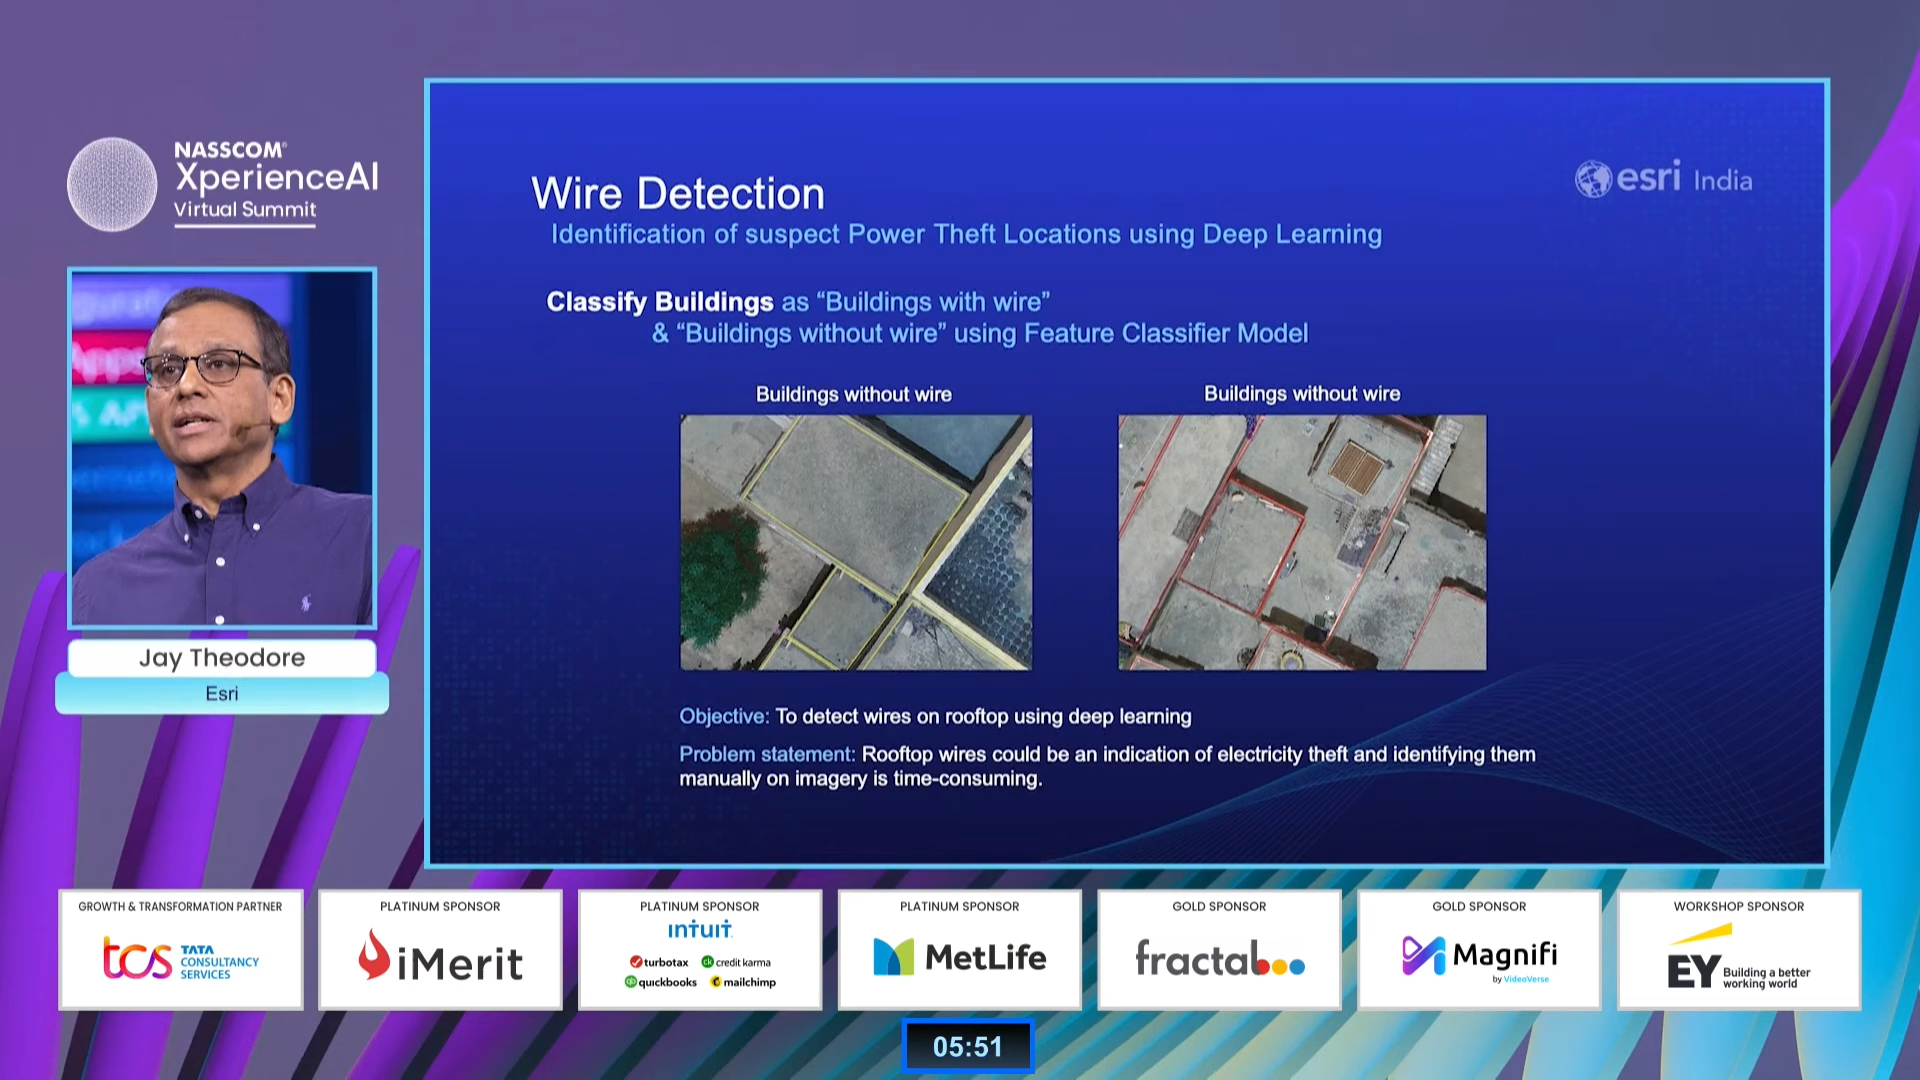 NASSCOM®
XperienceAI
Virtual Summit
Jay Theodore
Esri
esri India
Wire Detection
Identification of suspect Power Theft Locations using Deep Learning
Classify Buildings as “Buildings with wire”
& “Buildings without wire” using Feature Classifier Model
Buildings without wire
Buildings without wire
Objective: To detect wires on rooftop using deep learning
Problem statement: Rooftop wires could be an indication of electricity theft and identifying them
manually on imagery is time-consuming.
GROWTH & TRANSFORMATION PARTNER
tcs TATA
CONSULTANCY
SERVICES
PLATINUM SPONSOR
iMerit
PLATINUM SPONSOR
intuit
turbotax creditkarma
quickbooks mailchimp
PLATINUM SPONSOR
MetLife
GOLD SPONSOR
fractal
GOLD SPONSOR
Magnifi
by VideoVerse
WORKSHOP SPONSOR
EY Building a better
working world
05:51